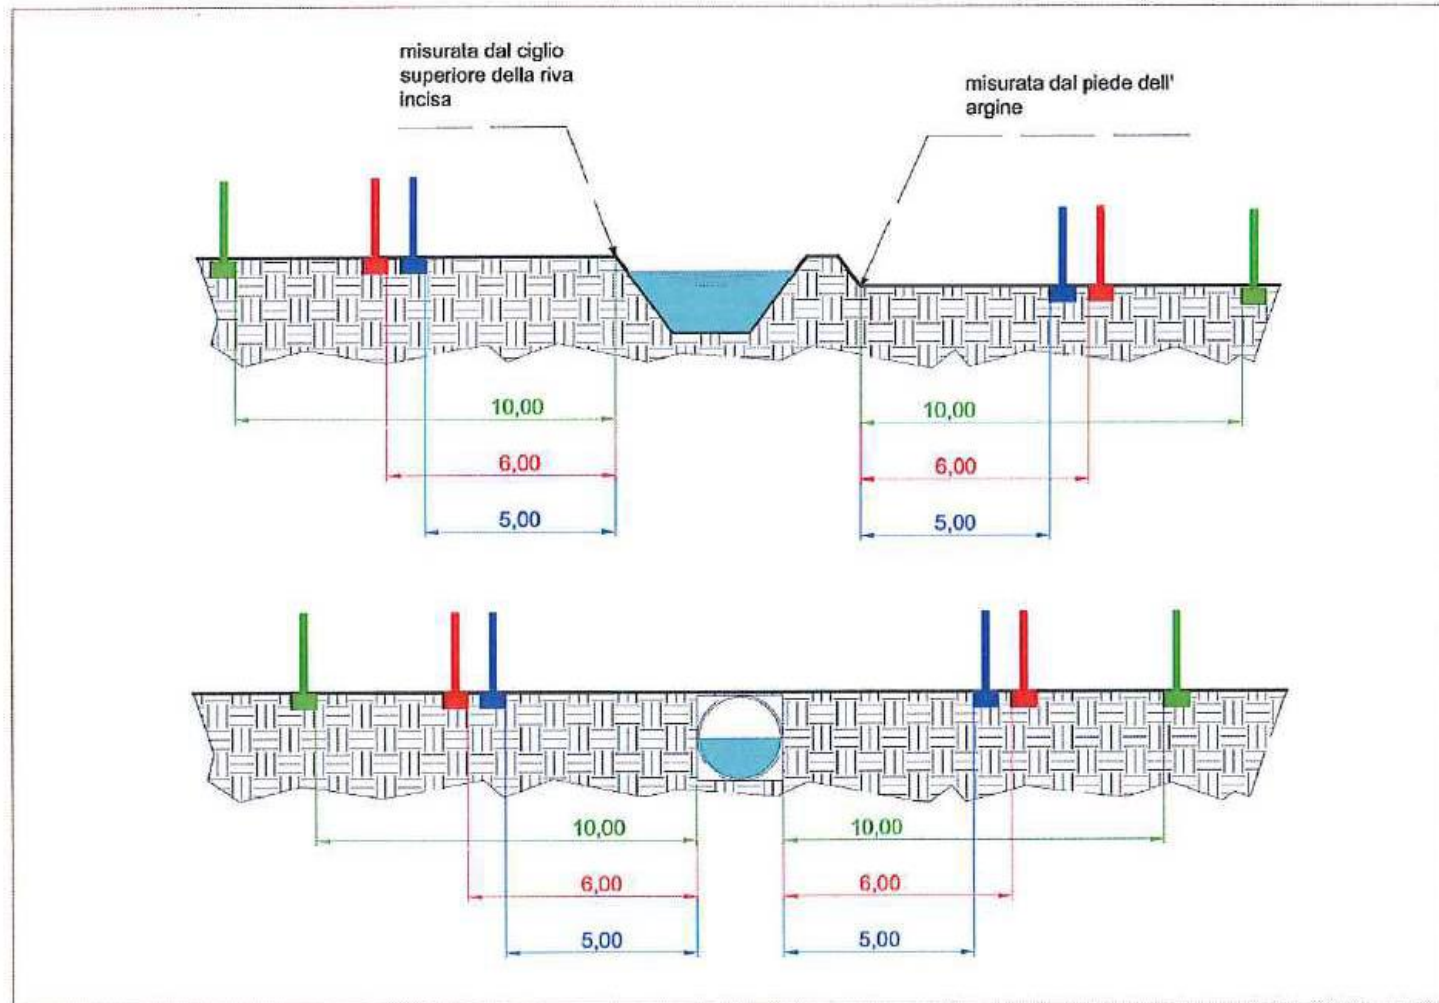 misurata dal ciglio
superiore della riva
incisa
misurata dal piede dell'
argine
10,00
10,00
6,00
6,00
5,00
5,00
10,00
10,00
6,00
6,00
5,00
5,00